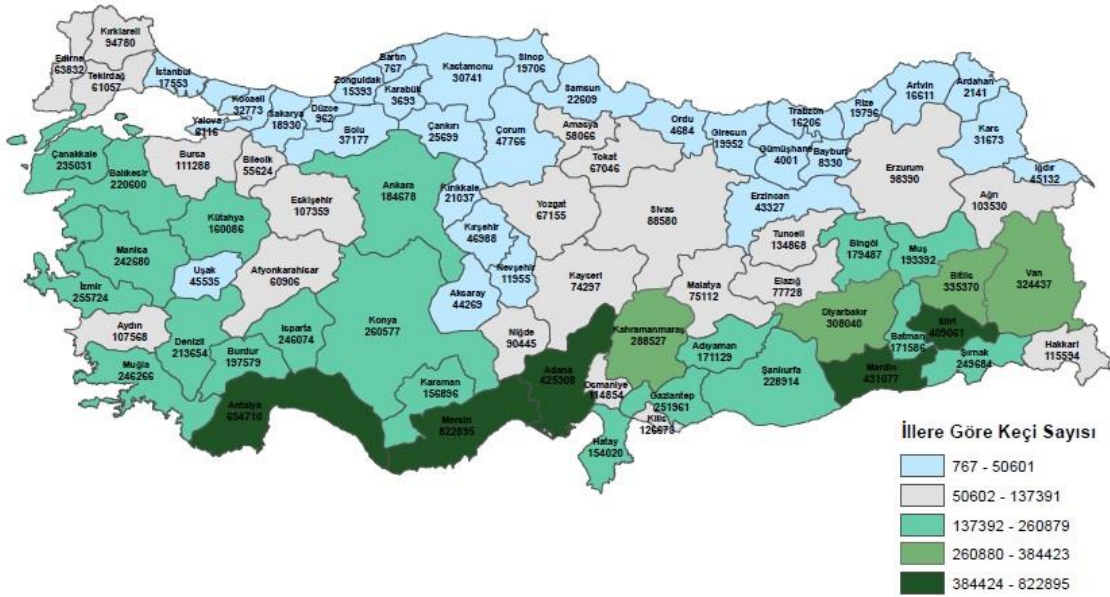 Kırklareli
94780
Edirne
63832
Tekirdağ
61057
İstanbul
17553
Kocaeli
32773
Yalova
6116
Sakarya
18930
Düzce
962
Zonguldak
15393
Bartın
767
Karabük
3693
Kastamonu
30741
Sinop
19706
Samsun
22609
Bolu
37177
Çankırı
25699
Çorum
47766
Amasya
58066
Tokat
67046
Ordu
4684
Giresun
19952
Trabzon
16206
Gümüşhane
4001
Bayburt
8330
Rize
19796
Artvin
16611
Ardahan
2141
Kars
31673
Iğdır
45132
Ağrı
103530
Erzurum
98390
Erzincan
43327
Çanakkale
235031
Balıkesir
220600
Bursa
111288
Bilecik
55624
Eskişehir
107359
Kütahya
160086
Ankara
184678
Kırıkkale
21037
Kırşehir
46988
Yozgat
67155
Sivas
88580
Tunceli
134868
Bingöl
179487
Muş
193392
Bitlis
335370
Van
324437
Manisa
242680
Uşak
45535
Afyonkarahisar
60906
İzmir
255724
Aydın
107568
Denizli
213654
Muğla
246266
Burdur
197579
Isparta
246074
Konya
260577
Aksaray
44269
Nevşehir
11955
Kayseri
74297
Niğde
90445
Malatya
75112
Elazığ
77728
Diyarbakır
308040
Batman
171586
Siirt
409061
Şırnak
249684
Hakkari
115594
Mardin
431077
Şanlıurfa
228914
Adıyaman
171129
Kahramanmaraş
288527
Gaziantep
251961
Kilis
126673
Osmaniye
114854
Hatay
154020
Adana
425308
Mersin
822895
Karaman
156896
Antalya
654710
İllere Göre Keçi Sayısı
767 - 50601
50602 - 137391
137392 - 260879
260880 - 384423
384424 - 822895